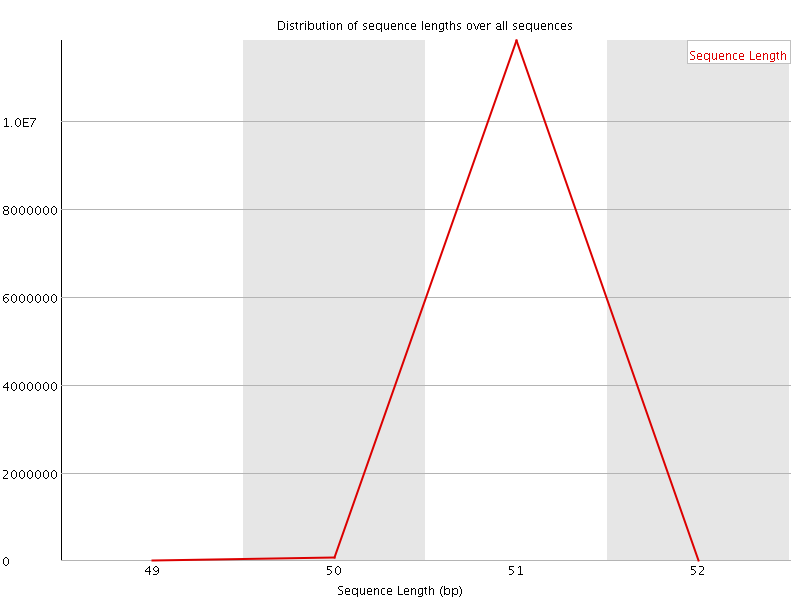 Distribution of sequence lengths over all sequences
Sequence Length
1.0E7
8000000
6000000
4000000
2000000
0
49 50 51 52
Sequence Length (bp)